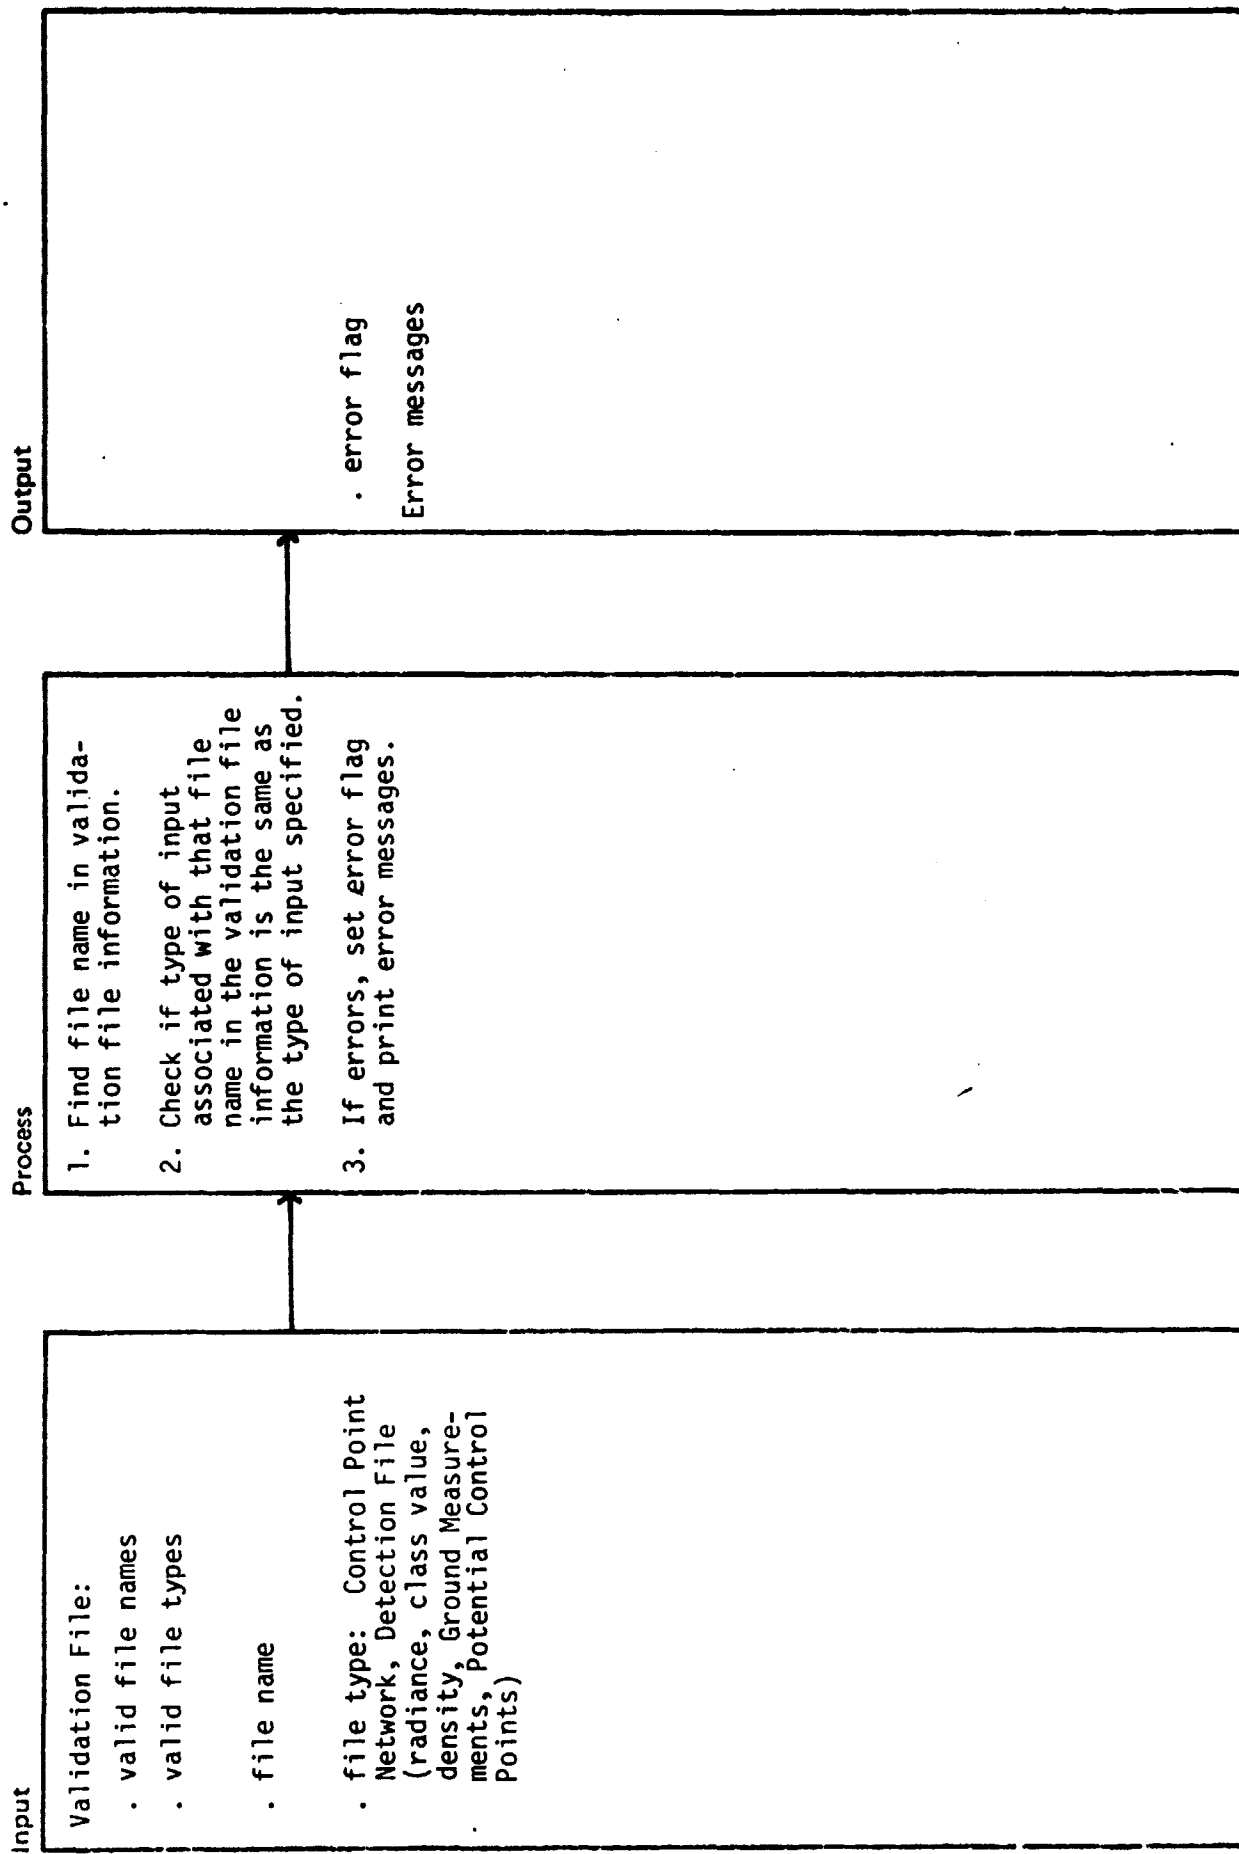 Input
Validation File:
. valid file names
. valid file types
. file name
. file type: Control Point
Network, Detection File
(radiance, class value,
density, Ground Measure-
ments, Potential Control
Points)
Process
1. Find file name in valida-
tion file information.
2. Check if type of input
associated with that file
name in the validation file
information is the same as
the type of input specified.
3. If errors, set error flag
and print error messages.
Output
. error flag
Error messages